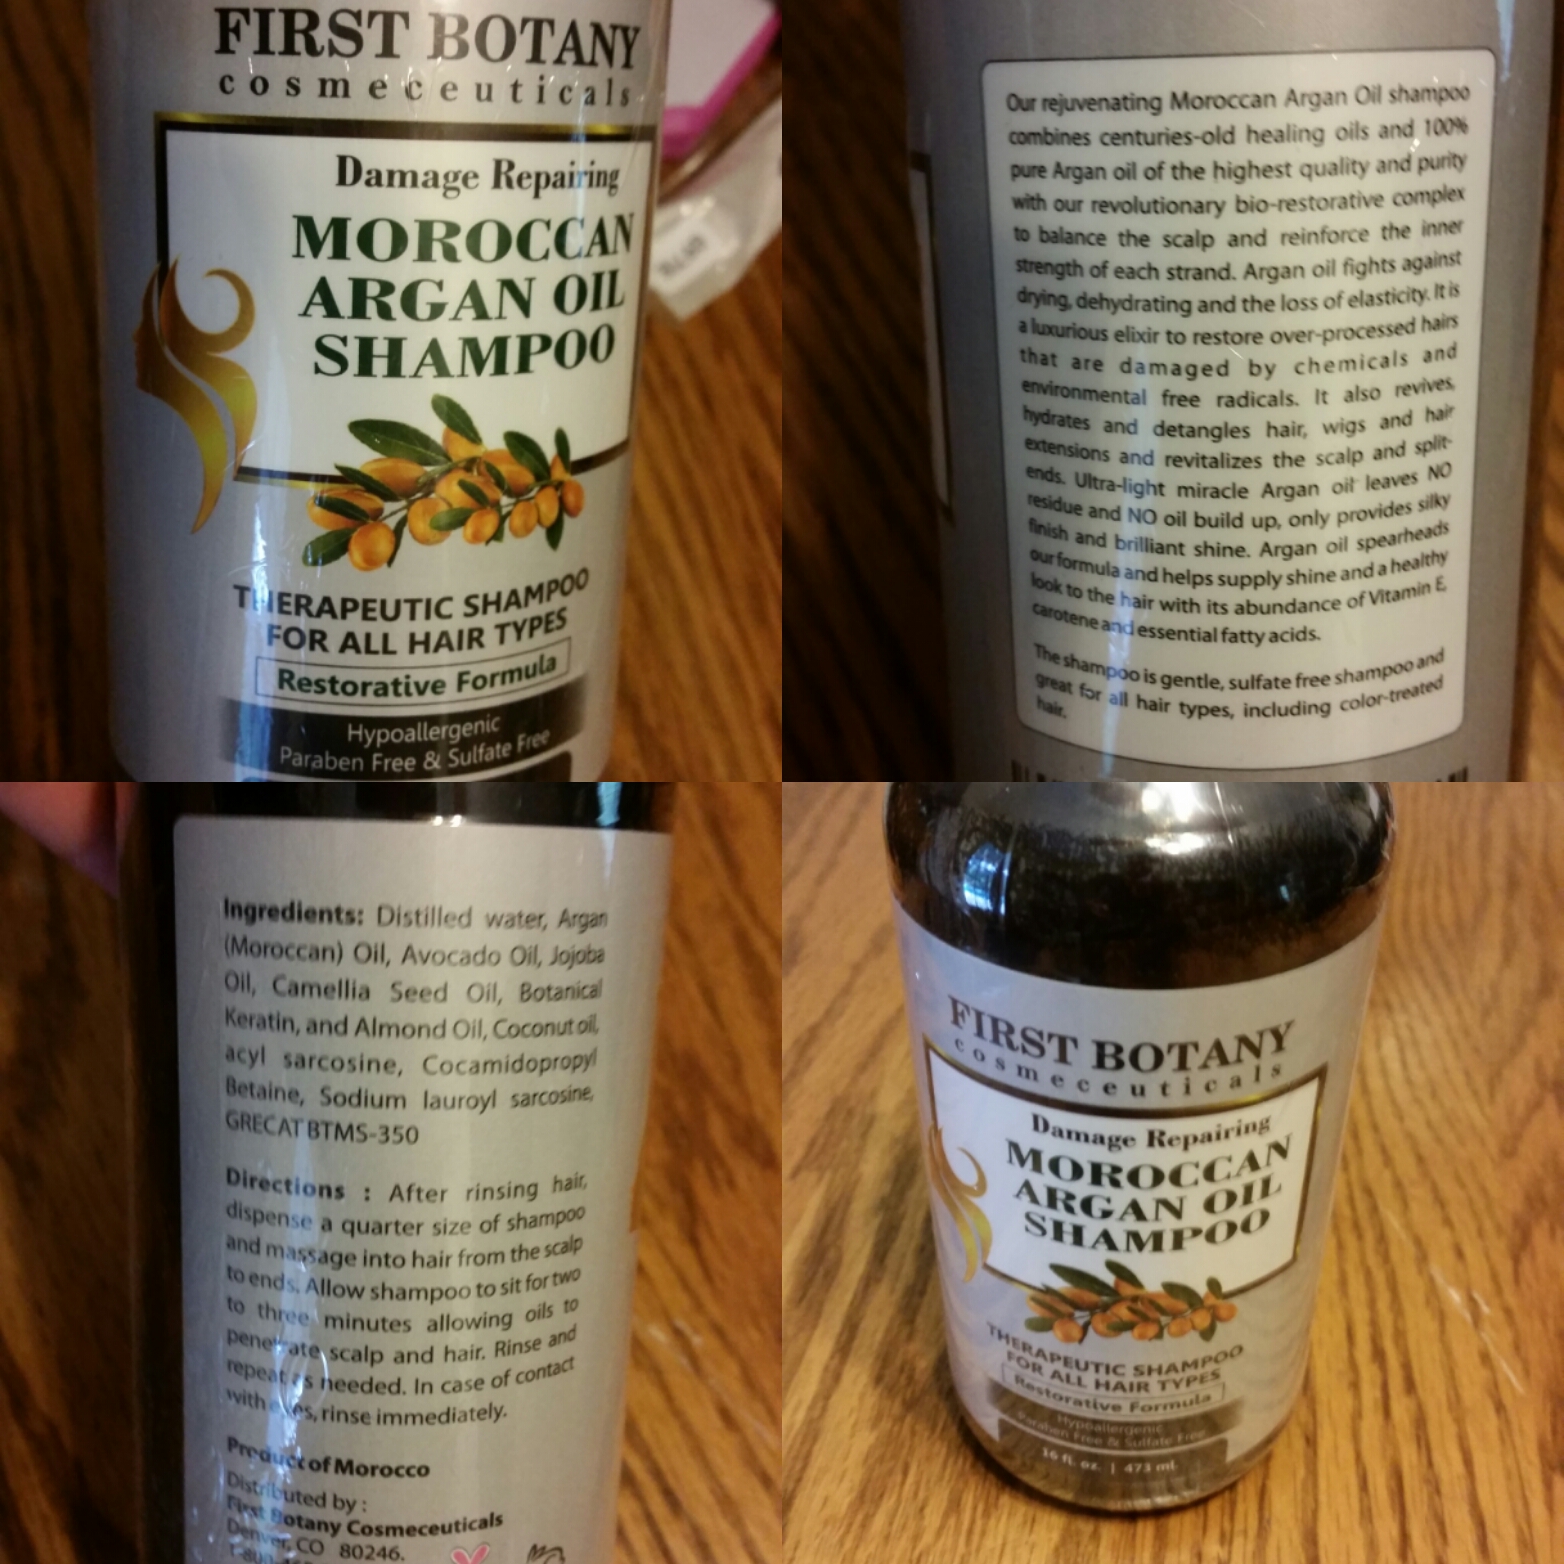 FIRST BOTANY
cosmeceuticals
Damage Repairing
MOROCCAN
ARGAN OIL
SHAMPOO
THERAPEUTIC SHAMPOO
FOR ALL HAIR TYPES
Restorative Formula
Hypoallergenic
Paraben Free & Sulfate Free
Our rejuvenating Moroccan Argan Oil shampoo
combines centuries-old healing oils and 100%
pure Argan oil of the highest quality and purity
with our revolutionary bio-restorative complex
to balance the scalp and reinforce the inner
strength of each strand. Argan oil fights against
drying, dehydrating and the loss of elasticity. It is
a luxurious elixir to restore over-processed hairs
that are damaged by chemicals and
environmental free radicals. It also revives,
hydrates and detangles hair, wigs and hair
extensions and revitalizes the scalp and split-
ends. Ultra-light miracle Argan oil leaves NO
residue and NO oil build up, only provides silky
finish and brilliant shine. Argan oil spearheads
our formula and helps supply shine and a healthy
look to the hair with its abundance of Vitamin E,
carotene and essential fatty acids.
The shampoo is gentle, sulfate free shampoo and
great for all hair types, including color-treated
hair.
Ingredients: Distilled water, Argan
(Moroccan) Oil, Avocado Oil, Jojoba
Oil, Camellia Seed Oil, Botanical
Keratin, and Almond Oil, Coconut oil,
acyl sarcosine, Cocamidopropyl
Betaine, Sodium lauroyl sarcosine,
GRECAT BTMS-350
Directions : After rinsing hair,
dispense a quarter size of shampoo
and massage into hair from the scalp
to ends. Allow shampoo to sit for two
to three minutes allowing oils to
penetrate scalp and hair. Rinse and
repeat as needed. In case of contact
with eyes, rinse immediately.
Product of Morocco
Distributed by :
First Botany Cosmeceuticals
Denver, CO 80246.
FIRST BOTANY
cosmeceuticals
Damage Repairing
MOROCCAN
ARGAN OIL
SHAMPOO
THERAPEUTIC SHAMPOO
FOR ALL HAIR TYPES
Restorative Formula
Hypoallergenic
Paraben Free & Sulfate Free
16 fl. oz. | 473 ml